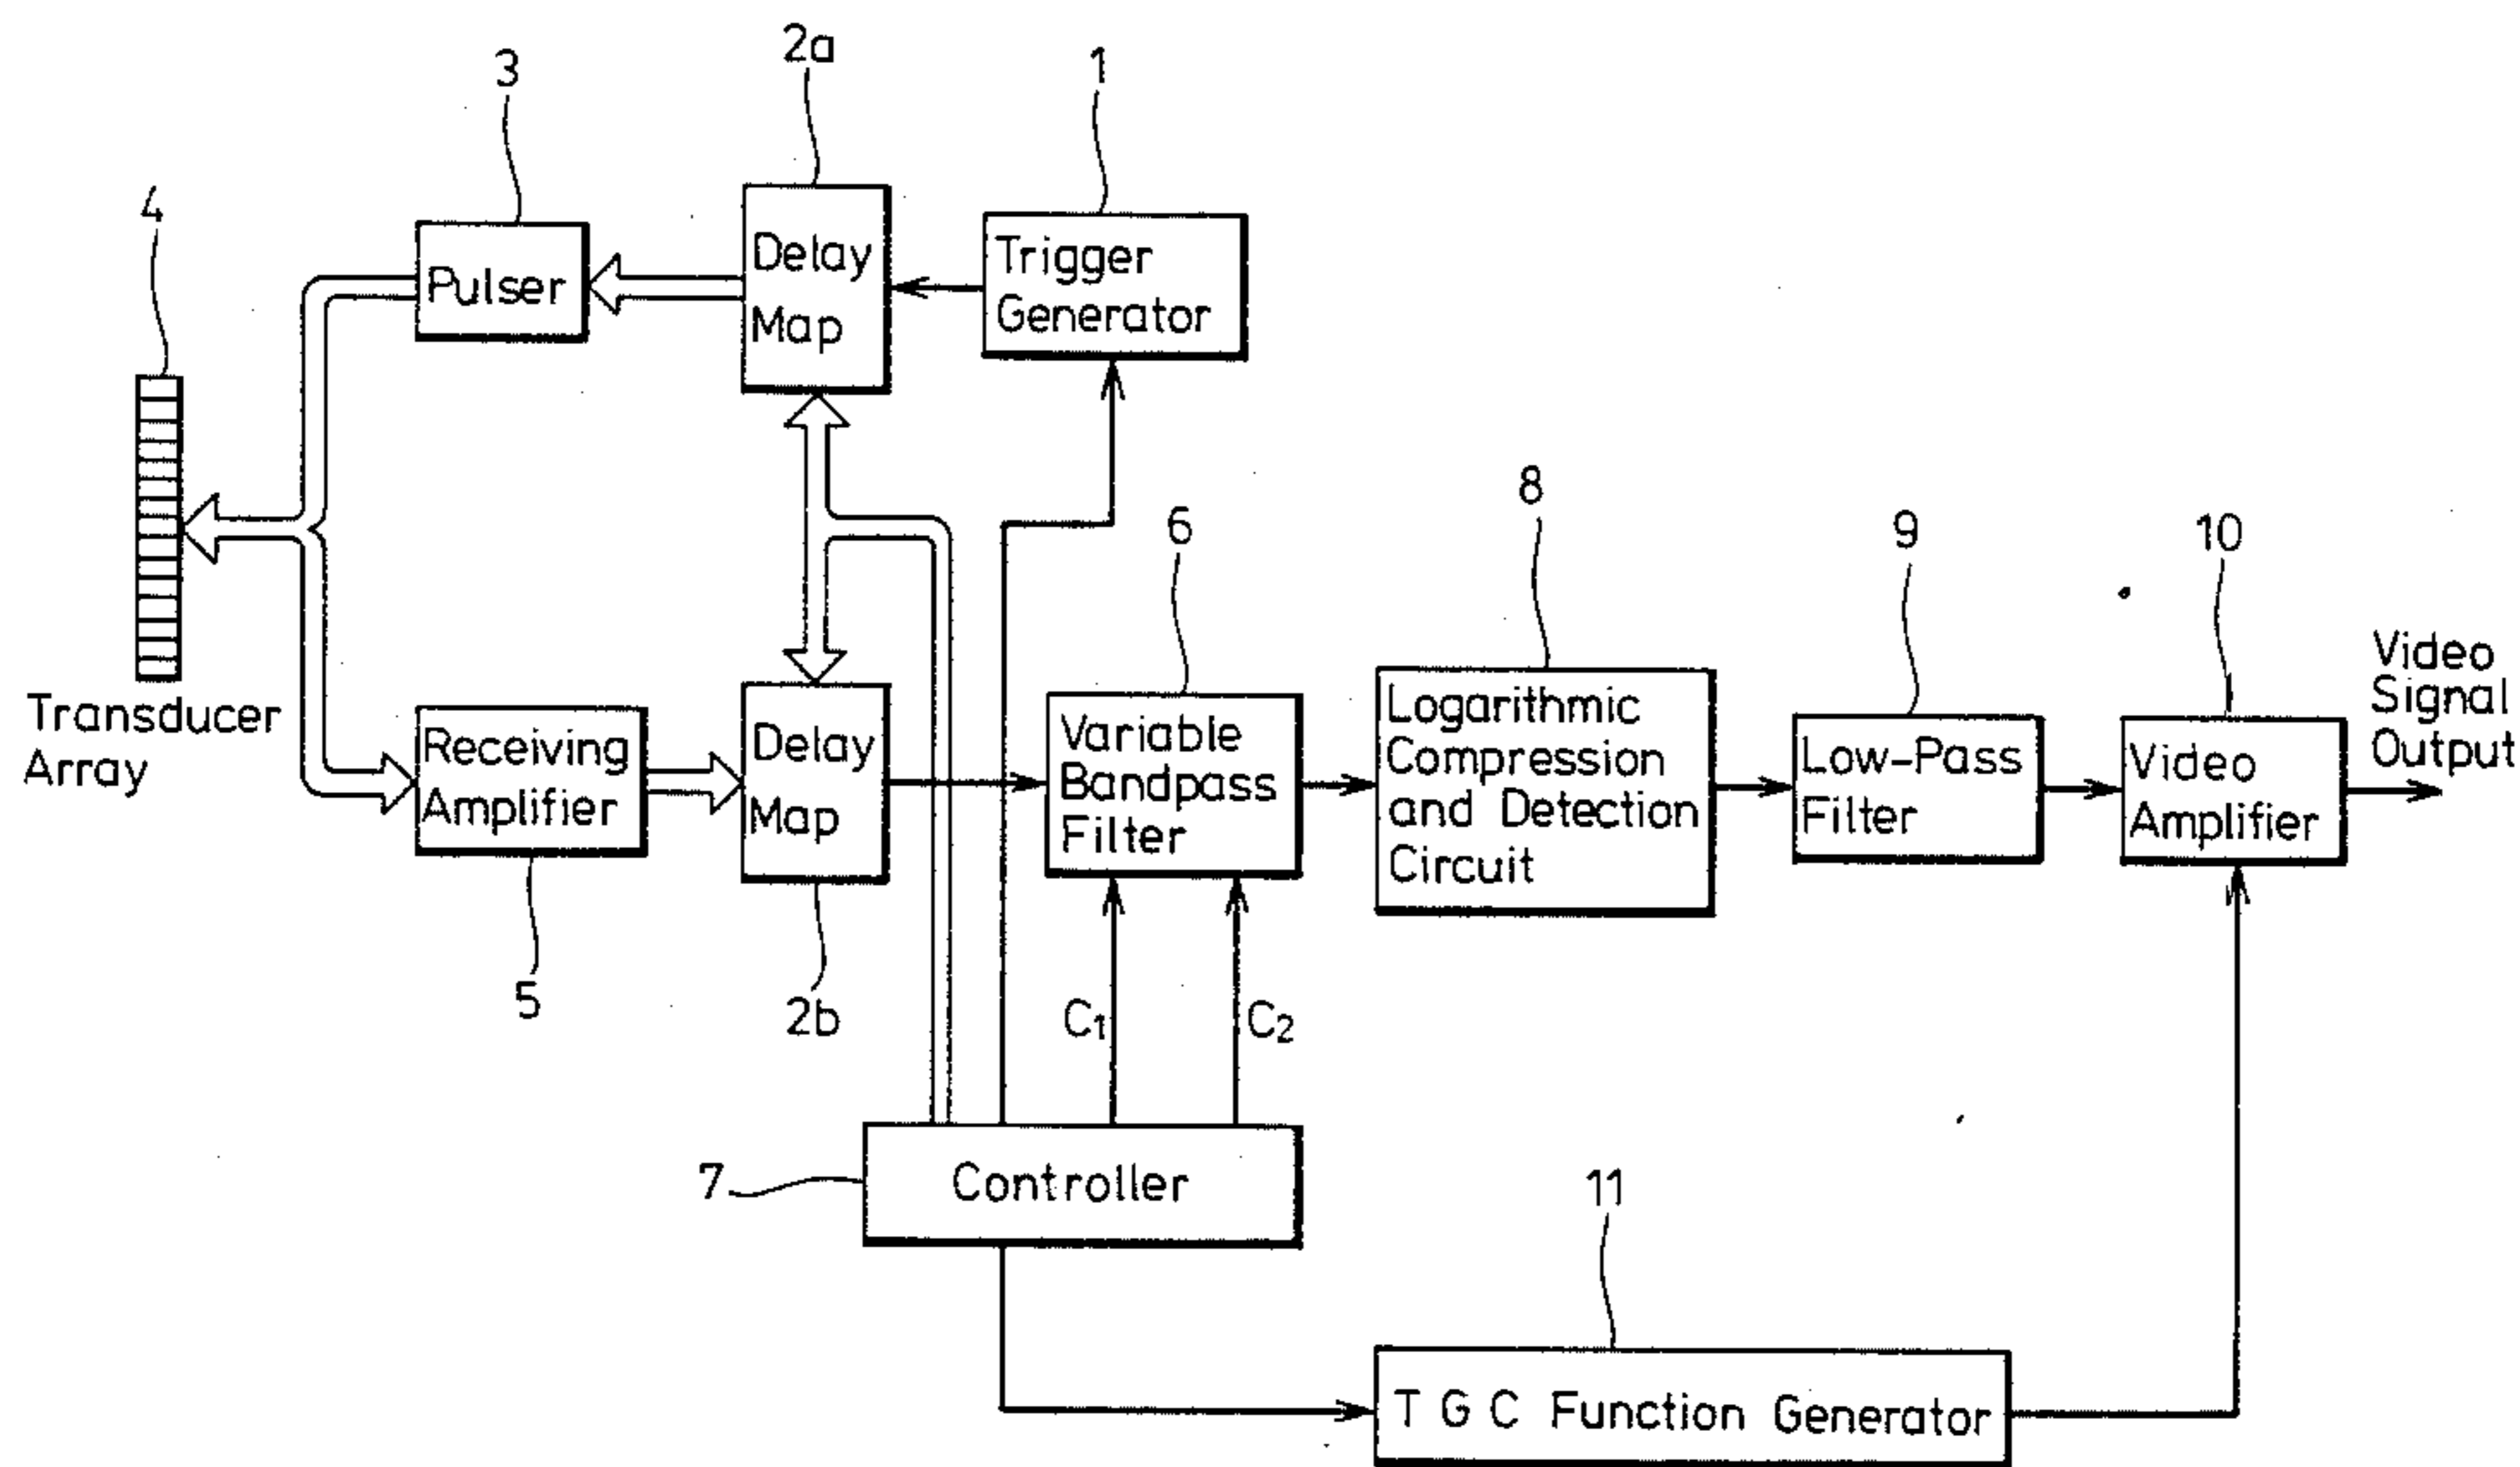 2a
3
1
4
Delay
Map
Trigger
Generator
Pulser
8
6
9
10
Transducer
Array
Receiving
Amplifier
Delay
Map
Variable
Bandpass
Filter
Logarithmic
Compression
and Detection
Circuit
Low-Pass
Filter
Video
Amplifier
Video
Signal
Output
5
2b
C1
C2
7
Controller
11
T G C Function Generator